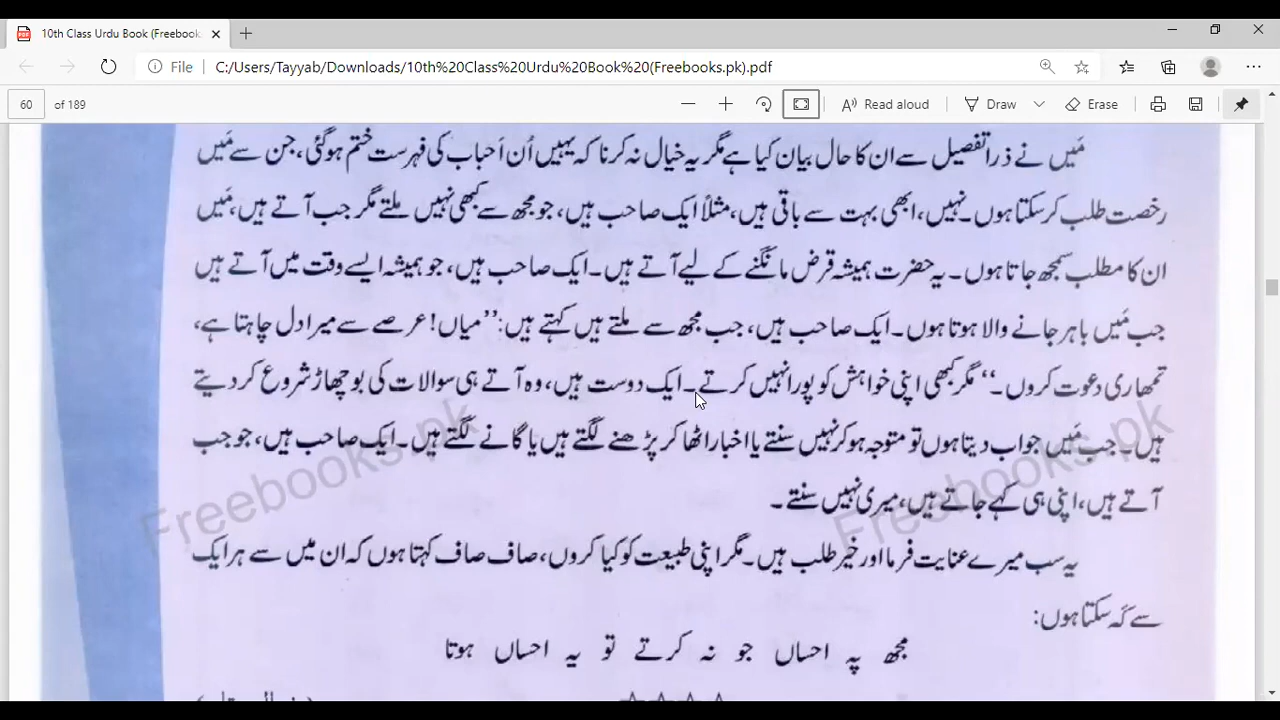 10th Class Urdu Book (Freebook
File C:/Users/Tayyab/Downloads/10th%20Class%20Urdu%20Book%20(Freebooks.pk).pdf
60 of 189 Read aloud Draw Erase
مَیں نے ذرا تفصیل سے ان کا حال بیان کیا ہے مگر یہ خیال نہ کرنا کہ یہیں اُن اَحباب کی فہرست ختم ہوگئی، جن سے مَیں
رخصت طلب کر سکتا ہوں۔ نہیں، ابھی بہت سے باقی ہیں، مثلاً ایک صاحب ہیں، جو مجھ سے کبھی نہیں ملتے مگر جب آتے ہیں، مَیں
ان کا مطلب سمجھ جاتا ہوں۔ یہ حضرت ہمیشہ قرض مانگنے کے لیے آتے ہیں۔ ایک صاحب ہیں، جو ہمیشہ ایسے وقت میں آتے ہیں
جب مَیں باہر جانے والا ہوتا ہوں۔ ایک صاحب ہیں، جب مجھ سے ملتے ہیں کہتے ہیں: ”میاں! عرصے سے میرا دل چاہتا ہے،
تمھاری دعوت کروں۔“ مگر کبھی اپنی خواہش کو پورا نہیں کرتے۔ ایک دوست ہیں، وہ آتے ہی سوالات کی بوچھاڑ شروع کر دیتے
ہیں۔ جب مَیں جواب دیتا ہوں تو متوجہ ہو کر نہیں سنتے یا اخبار اٹھا کر پڑھنے لگتے ہیں یا گانے لگتے ہیں۔ ایک صاحب ہیں، جو جب
آتے ہیں، اپنی ہی کہے جاتے ہیں، میری نہیں سنتے۔
یہ سب میرے عنایت فرما اور خیر طلب ہیں۔ مگر اپنی طبیعت کو کیا کروں، صاف صاف کہتا ہوں کہ ان میں سے ہر ایک
سے کَہ سکتا ہوں:
مجھ پہ احساں جو نہ کرتے تو یہ احساں ہوتا
Freebooks.pk
Freebooks.pk